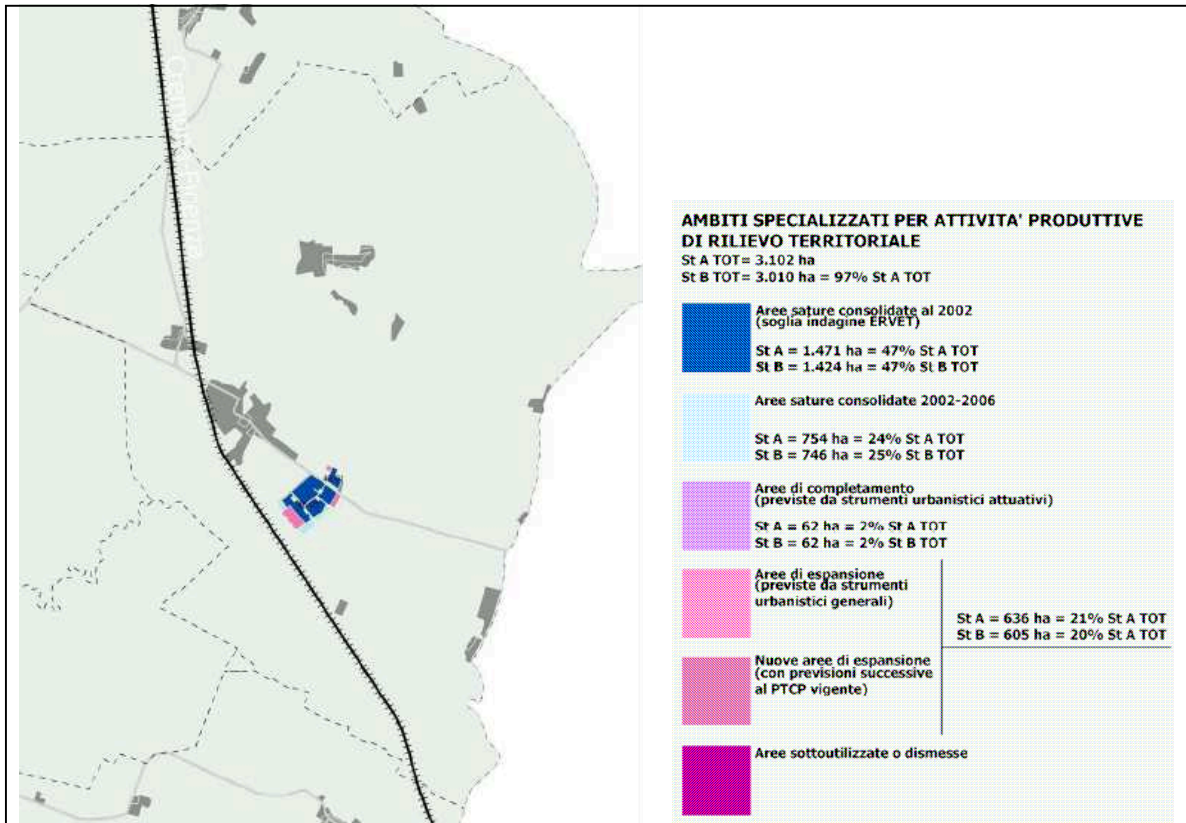 AMBITI SPECIALIZZATI PER ATTIVITA' PRODUTTIVE
DI RILIEVO TERRITORIALE
St A TOT= 3.102 ha
St B TOT= 3.010 ha = 97% St A TOT
Aree sature consolidate al 2002
(soglia indagine ERVET)
St A = 1.471 ha = 47% St A TOT
St B = 1.424 ha = 47% St B TOT
Aree sature consolidate 2002-2006
St A = 754 ha = 24% St A TOT
St B = 746 ha = 25% St B TOT
Aree di completamento
(previste da strumenti urbanistici attuativi)
St A = 62 ha = 2% St A TOT
St B = 62 ha = 2% St B TOT
Aree di espansione
(previste da strumenti
urbanistici generali)
St A = 636 ha = 21% St A TOT
St B = 605 ha = 20% St A TOT
Nuove aree di espansione
(con previsioni successive
al PTCP vigente)
Aree sottoutilizzate o dismesse